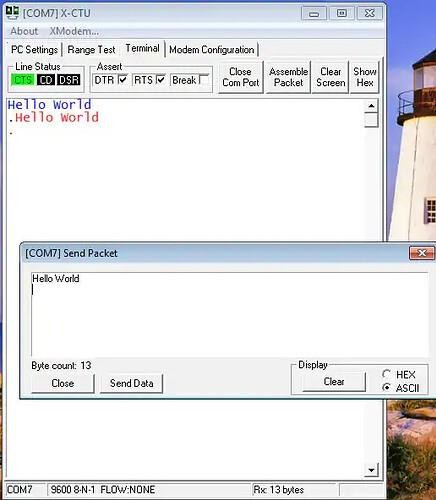 [COM7] X-CTU
About XModem...
PC Settings Range Test Terminal Modem Configuration
Line Status Assert
CTS CD DSR DTR RTS Break
Close Com Port Assemble Packet Clear Screen Show Hex
Hello World
.Hello World
.
[COM7] Send Packet
Hello World
Byte count: 13
Close Send Data
Display
Clear
HEX
ASCII
COM7 9600 8-N-1 FLOW:NONE Rx: 13 bytes